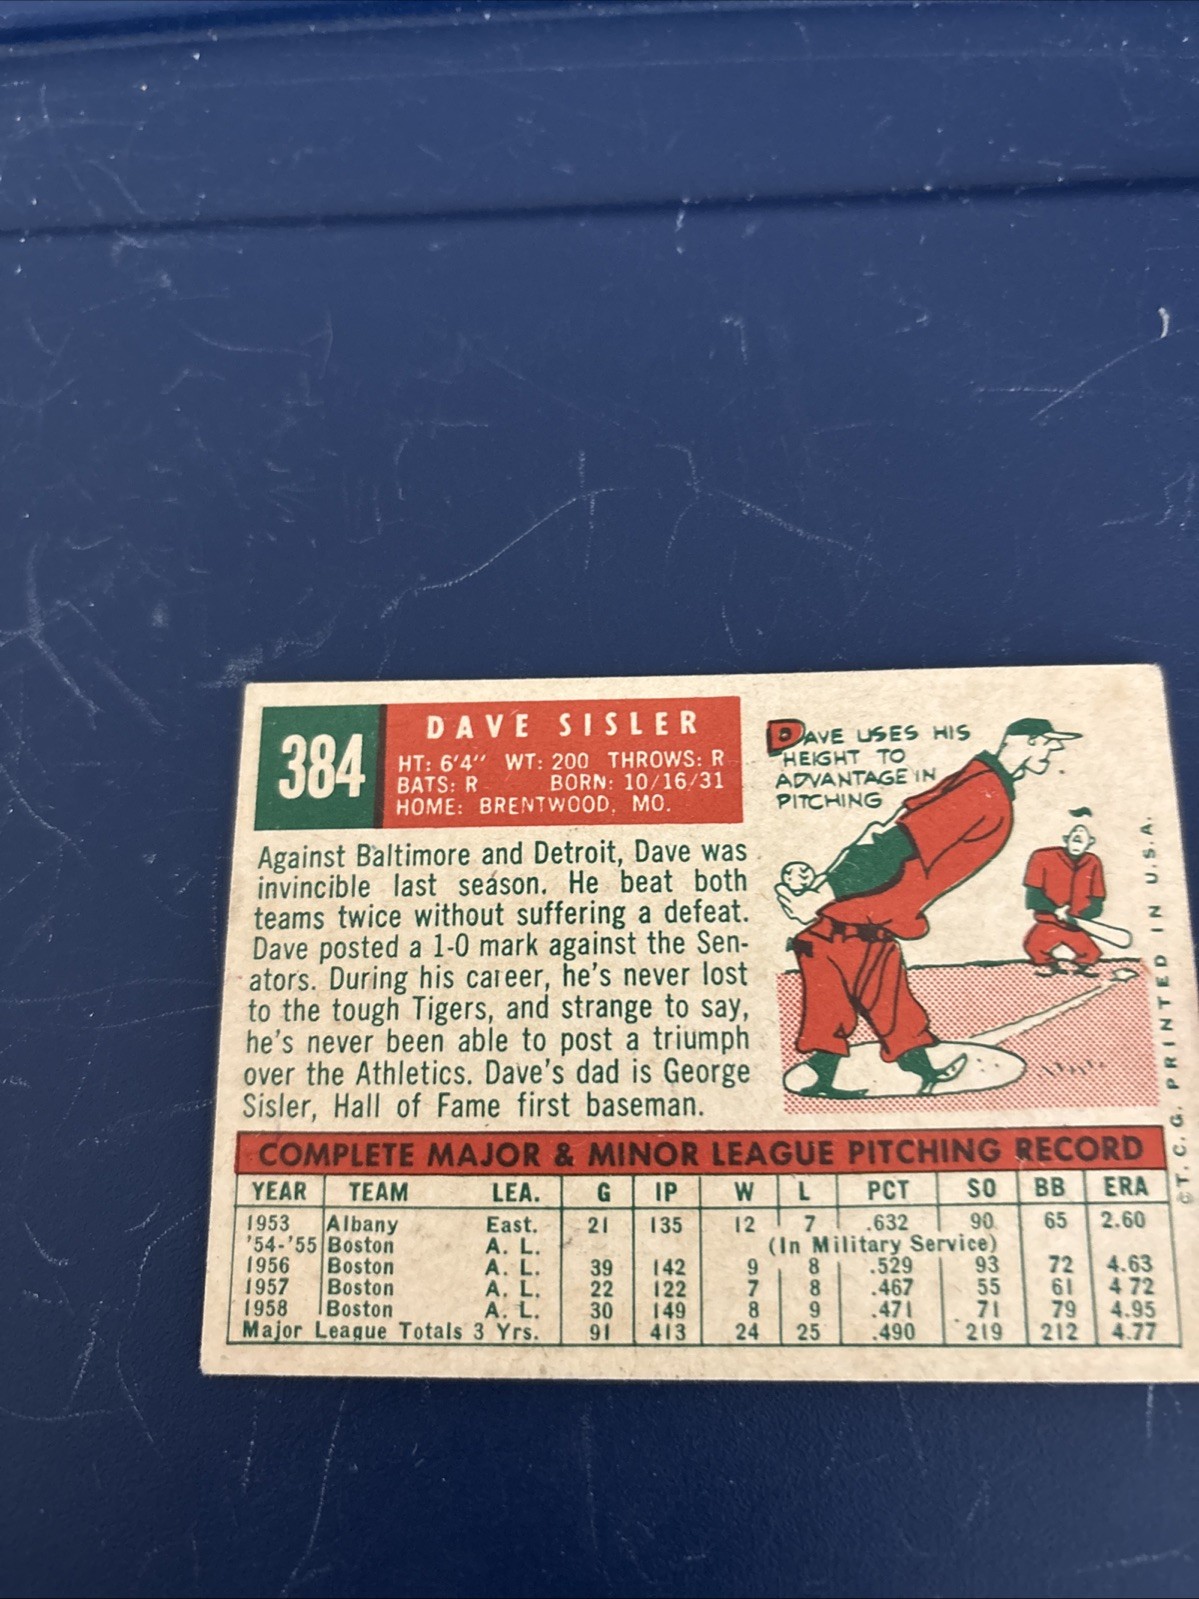 384
DAVE SISLER
HT: 6'4" WT: 200 THROWS: R
BATS: R BORN: 10/16/31
HOME: BRENTWOOD, MO.
DAVE USES HIS
HEIGHT TO
ADVANTAGE IN
PITCHING
Against Baltimore and Detroit, Dave was
invincible last season. He beat both
teams twice without suffering a defeat.
Dave posted a 1-0 mark against the Sen-
ators. During his career, he's never lost
to the tough Tigers, and strange to say,
he's never been able to post a triumph
over the Athletics. Dave's dad is George
Sisler, Hall of Fame first baseman.
COMPLETE MAJOR & MINOR LEAGUE PITCHING RECORD
YEAR TEAM LEA. G IP W L PCT SO BB ERA
1953 Albany East. 21 135 12 7 .632 90 65 2.60
'54-'55 Boston A. L. (In Military Service)
1956 Boston A. L. 39 142 9 8 .529 93 72 4.63
1957 Boston A. L. 22 122 7 8 .467 55 61 4 72
1958 Boston A. L. 30 149 8 9 .471 71 79 4.95
Major League Totals 3 Yrs. 91 413 24 25 .490 219 212 4.77
©T.C.G. PRINTED IN U.S.A.